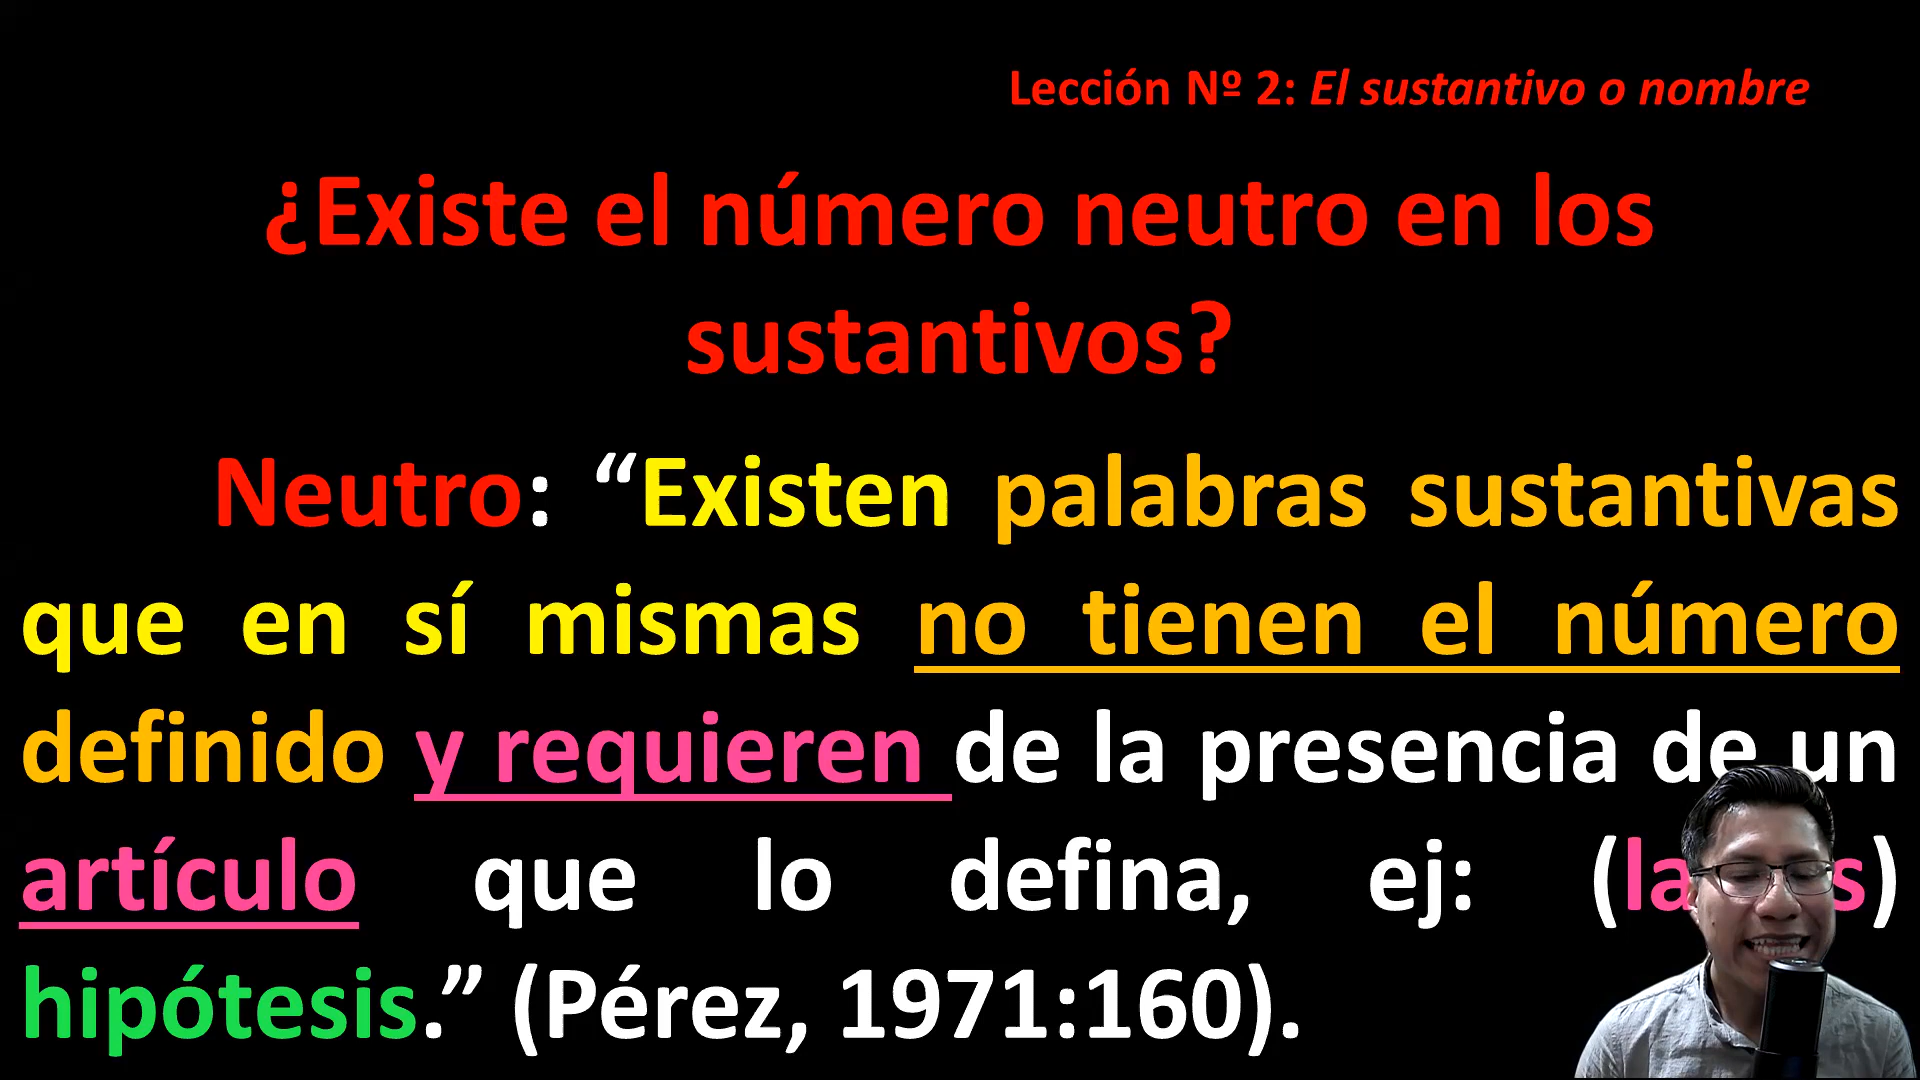 Lección Nº 2: El sustantivo o nombre
¿Existe el número neutro en los
sustantivos?
Neutro: “Existen palabras sustantivas
que en sí mismas no tienen el número
definido y requieren de la presencia de un
artículo que lo defina, ej: (la
hipótesis.” (Pérez, 1971:160).